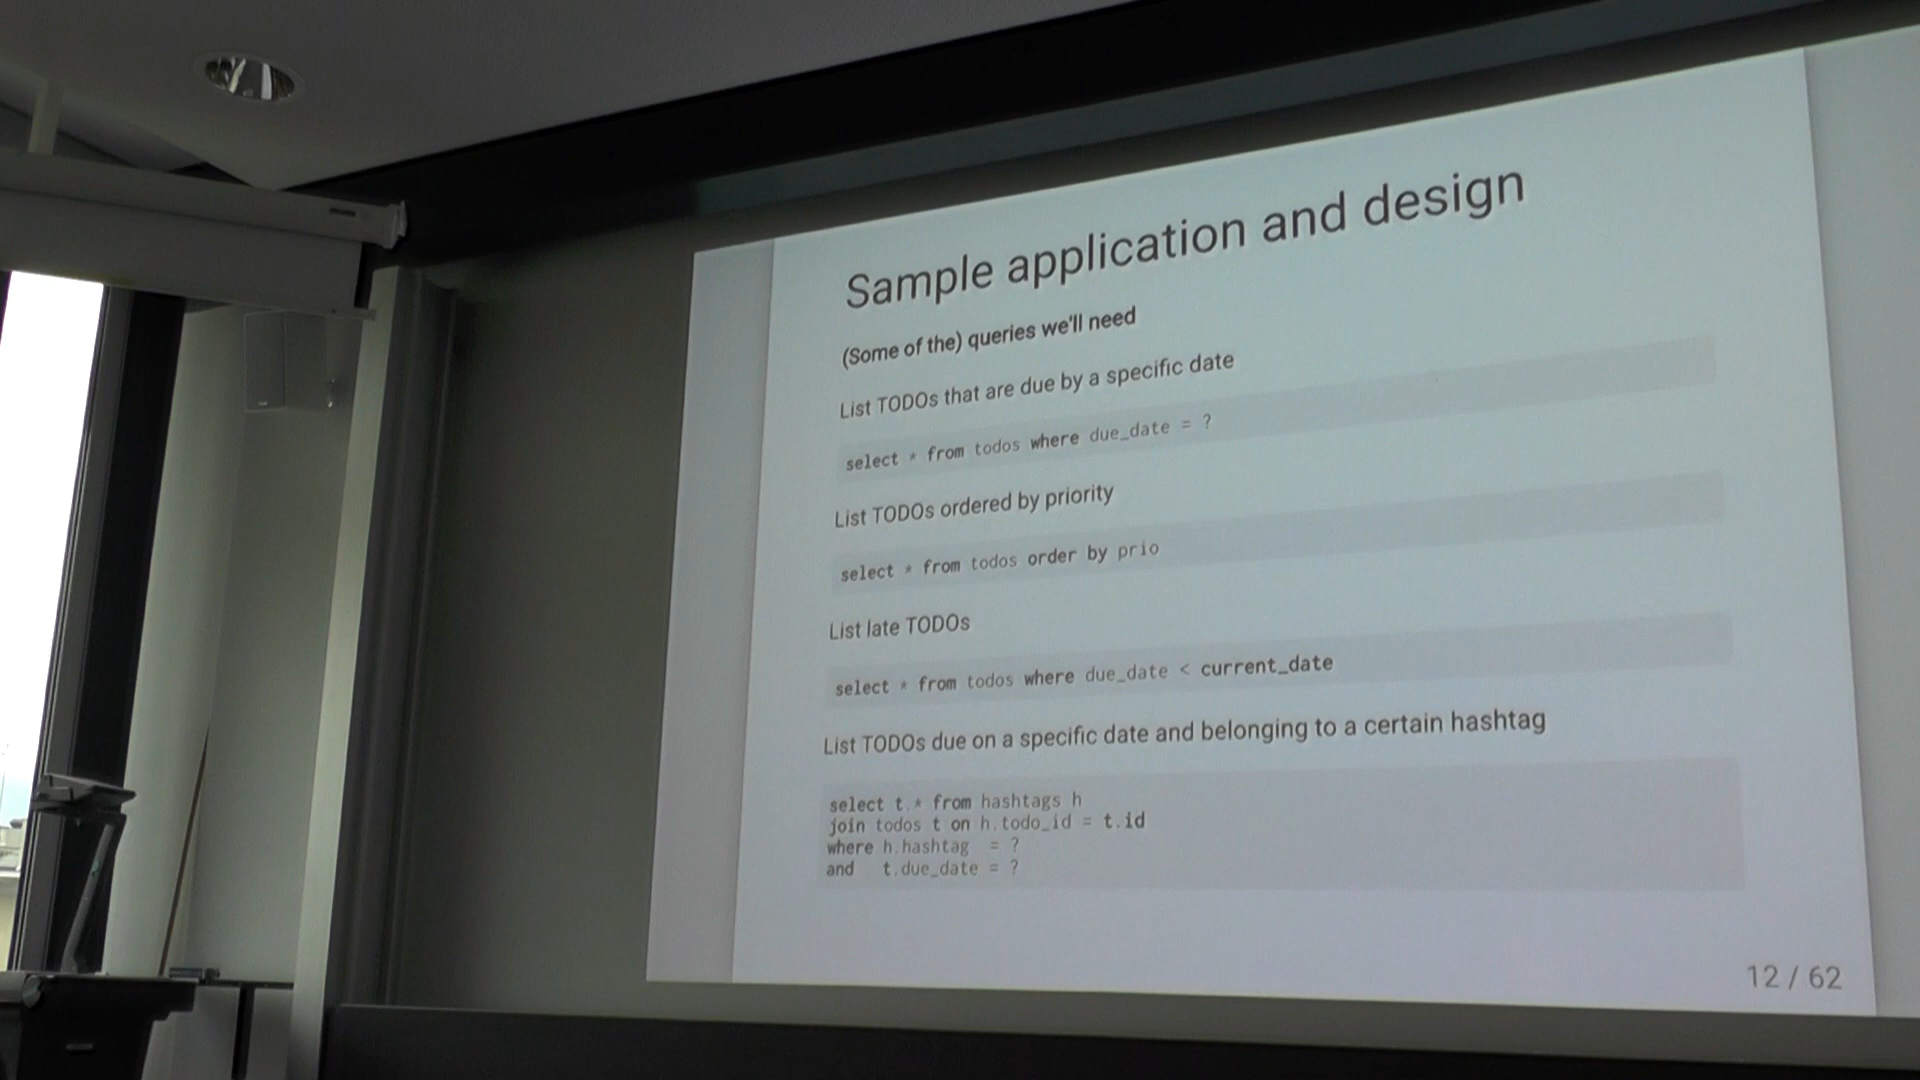 Sample application and design
(Some of the) queries we'll need
List TODOs that are due by a specific date
select * from todos where due_date = ?
List TODOs ordered by priority
select * from todos order by prio
List late TODOs
select * from todos where due_date < current_date
List TODOs due on a specific date and belonging to a certain hashtag
select t.* from hashtags h
join todos t on h.todo_id = t.id
where h.hashtag  = ?
and   t.due_date = ?
12 / 62